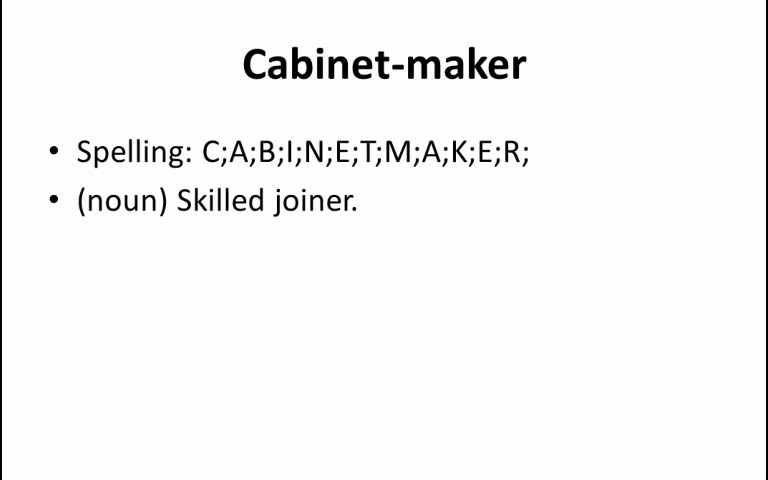 Cabinet-maker
• Spelling: C;A;B;I;N;E;T;M;A;K;E;R;
• (noun) Skilled joiner.